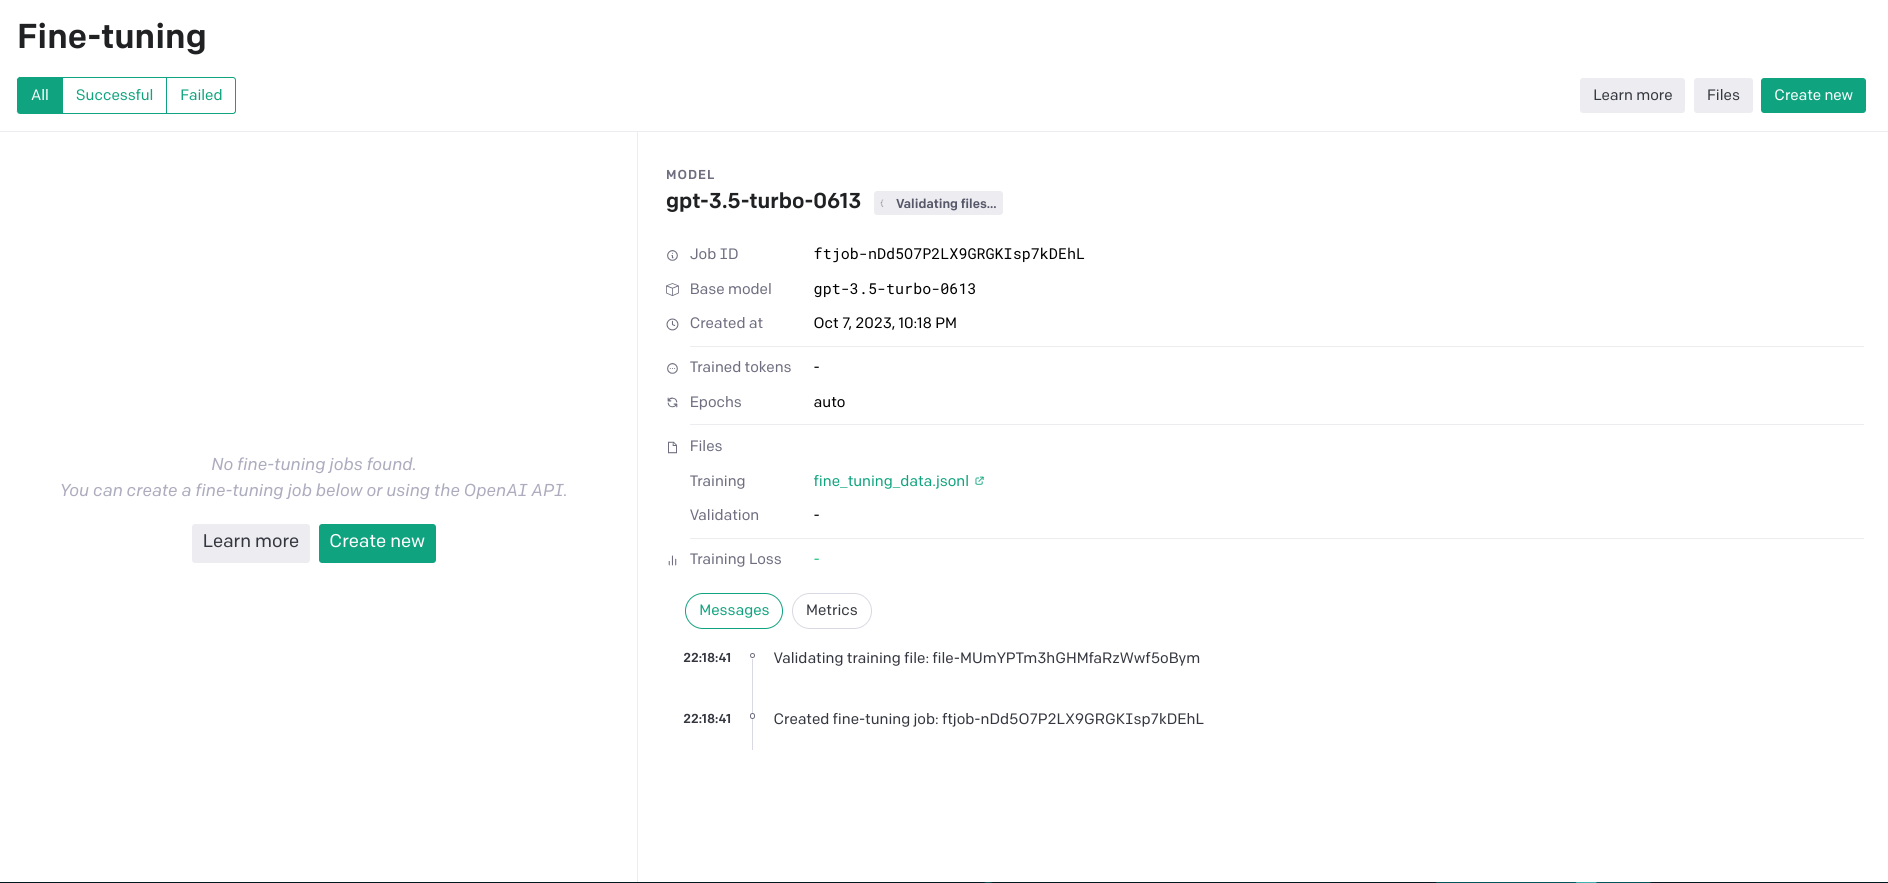 Fine-tuning
All Successful Failed
Learn more Files Create new
No fine-tuning jobs found.
You can create a fine-tuning job below or using the OpenAI API.
Learn more Create new
MODEL
gpt-3.5-turbo-0613 Validating files...
Job ID ftjob-nDd5O7P2LX9GRGKIsp7kDEhL
Base model gpt-3.5-turbo-0613
Created at Oct 7, 2023, 10:18 PM
Trained tokens -
Epochs auto
Files
Training fine_tuning_data.jsonl
Validation -
Training Loss -
Messages Metrics
22:18:41 Validating training file: file-MUmYPTm3hGHMfaRzWwf5oBym
22:18:41 Created fine-tuning job: ftjob-nDd5O7P2LX9GRGKIsp7kDEhL